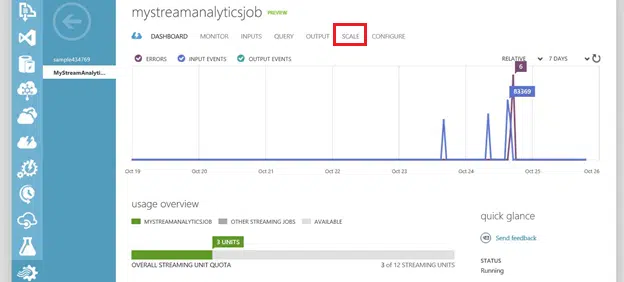 mystreamanalyticsjob PREVIEW
DASHBOARD MONITOR INPUTS QUERY OUTPUT SCALE CONFIGURE
sample434769
MyStreamAnalyti...
ERRORS INPUT EVENTS OUTPUT EVENTS RELATIVE 7 DAYS
6
83369
Oct 19 Oct 20 Oct 21 Oct 22 Oct 23 Oct 24 Oct 25 Oct 26
usage overview
MYSTREAMANALYTICSJOB OTHER STREAMING JOBS AVAILABLE
3 UNITS
OVERALL STREAMING UNIT QUOTA 3 of 12 STREAMING UNITS
quick glance
Send feedback
STATUS
Running